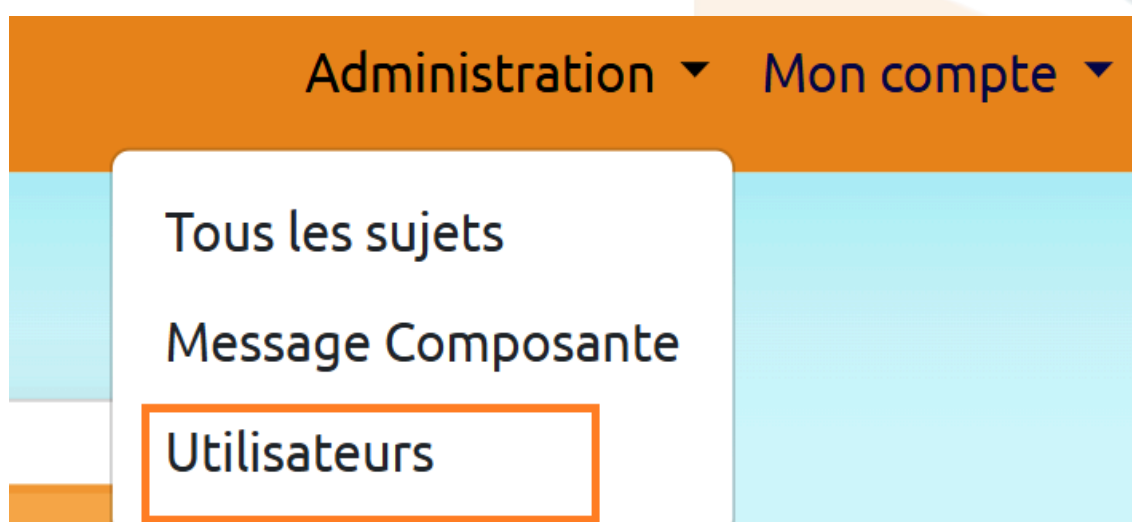 Administration Mon compte
Tous les sujets
Message Composante
Utilisateurs